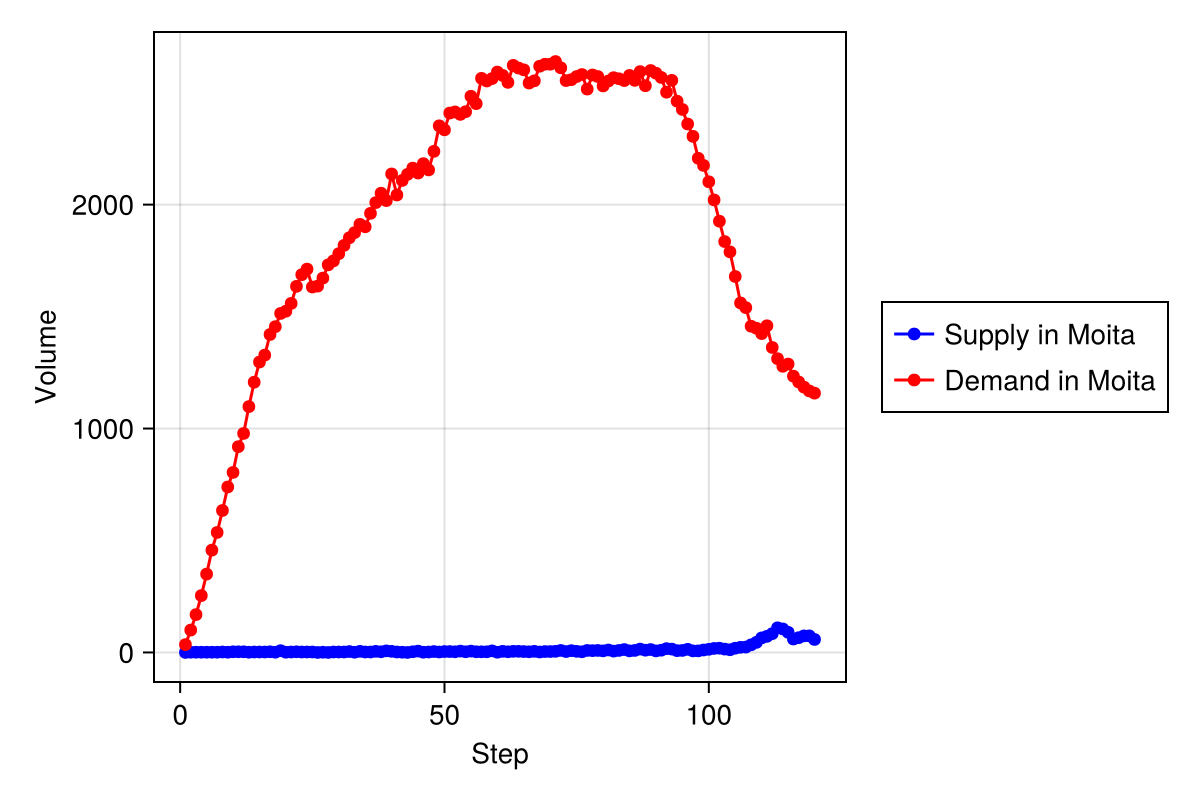 2000
1000
0
Volume
0 50 100
Step
Supply in Moita
Demand in Moita